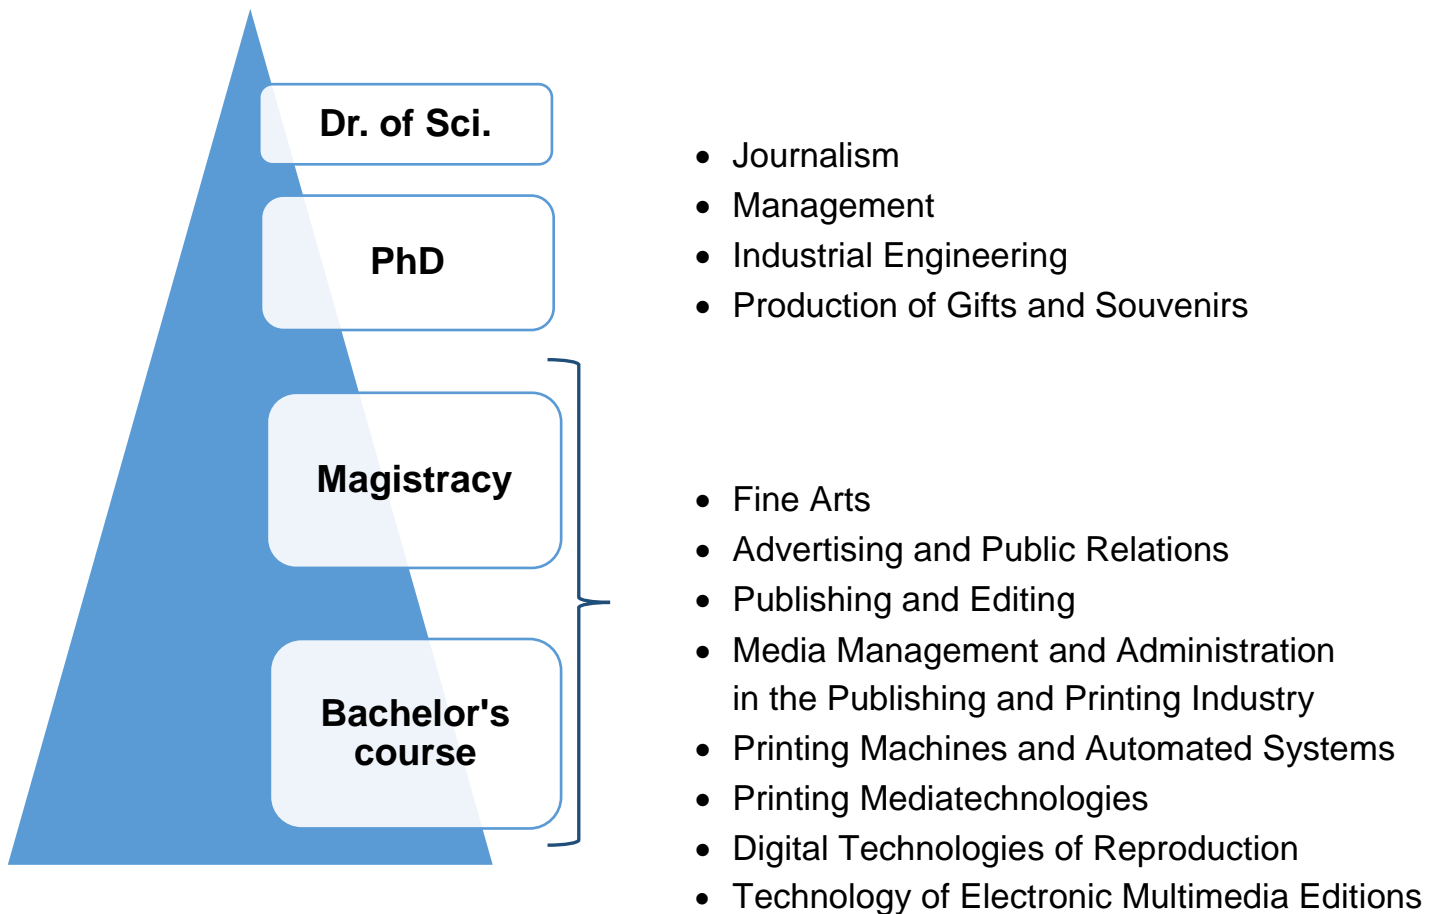 Dr. of Sci.
PhD
Magistracy
Bachelor's
course
• Journalism
• Management
• Industrial Engineering
• Production of Gifts and Souvenirs
• Fine Arts
• Advertising and Public Relations
• Publishing and Editing
• Media Management and Administration
in the Publishing and Printing Industry
• Printing Machines and Automated Systems
• Printing Mediatechnologies
• Digital Technologies of Reproduction
• Technology of Electronic Multimedia Editions